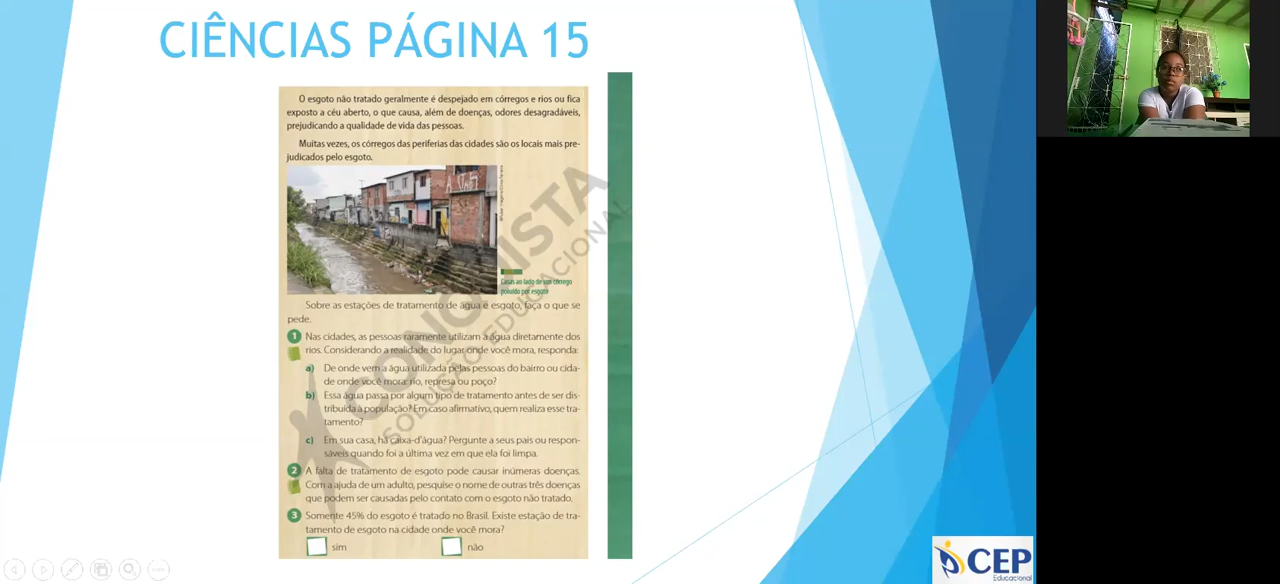 CIÊNCIAS PÁGINA 15
O esgoto não tratado geralmente é despejado em córregos e rios ou fica
exposto a céu aberto, o que causa, além de doenças, odores desagradáveis,
prejudicando a qualidade de vida das pessoas.
Muitas vezes, os córregos das periferias das cidades são os locais mais pre-
judicados pelo esgoto.
Casas ao lado de um córrego
poluído por esgoto
Sobre as estações de tratamento de água e esgoto, faça o que se
pede.
1 Nas cidades, as pessoas raramente utilizam a água diretamente dos
rios. Considerando a realidade do lugar onde você mora, responda:
a) De onde vem a água utilizada pelas pessoas do bairro ou cida-
de onde você mora: rio, represa ou poço?
b) Essa água passa por algum tipo de tratamento antes de ser dis-
tribuída à população? Em caso afirmativo, quem realiza esse tra-
tamento?
c) Em sua casa, há caixa-d'água? Pergunte a seus pais ou respon-
sáveis quando foi a última vez em que ela foi limpa.
2 A falta de tratamento de esgoto pode causar inúmeras doenças.
Com a ajuda de um adulto, pesquise o nome de outras três doenças
que podem ser causadas pelo contato com o esgoto não tratado.
3 Somente 45% do esgoto é tratado no Brasil. Existe estação de tra-
tamento de esgoto na cidade onde você mora?
sim não
CONQUISTA
SOLUÇÃO EDUCACIONAL
CEP
Educacional